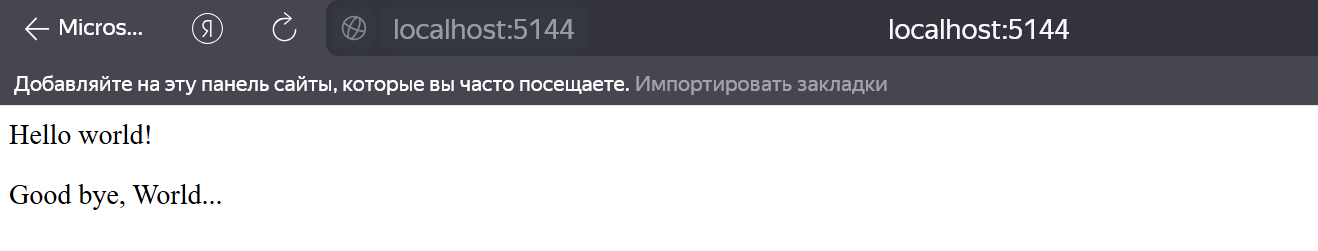 Micros... Я localhost:5144 localhost:5144
Добавляйте на эту панель сайты, которые вы часто посещаете. Импортировать закладки
Hello world!
Good bye, World...